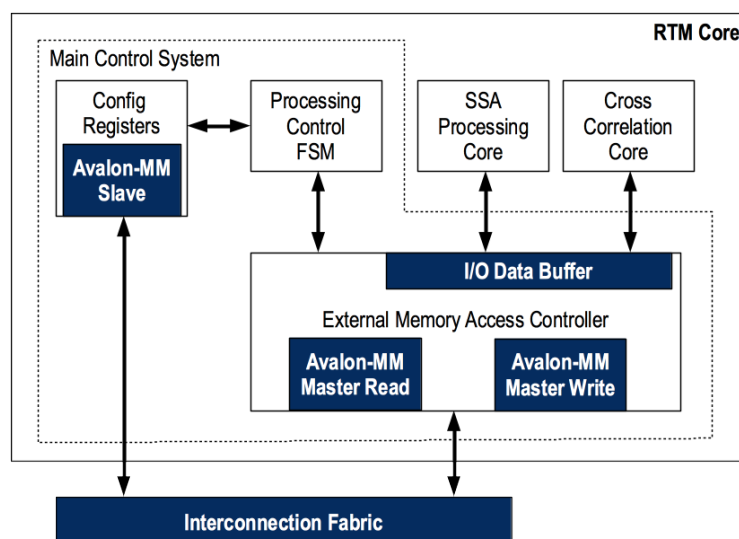 RTM Core
Main Control System
Config
Registers
Avalon-MM
Slave
Processing
Control
FSM
SSA
Processing
Core
Cross
Correlation
Core
I/O Data Buffer
External Memory Access Controller
Avalon-MM
Master Read
Avalon-MM
Master Write
Interconnection Fabric